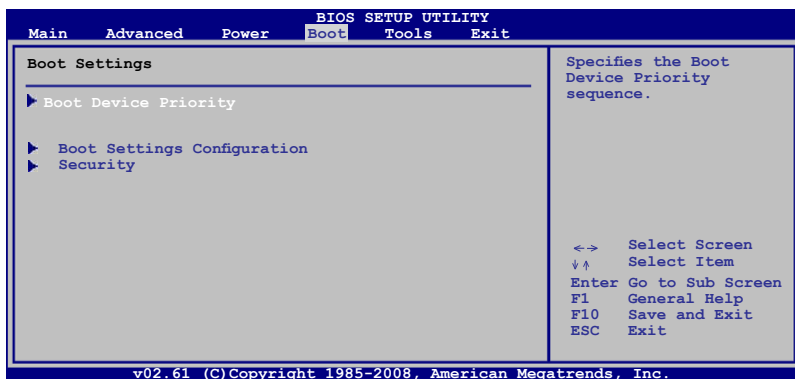 BIOS SETUP UTILITY
Main Advanced Power Boot Tools Exit
Boot Settings
Boot Device Priority
Boot Settings Configuration
Security
Specifies the Boot
Device Priority
sequence.
←→ Select Screen
↓↑ Select Item
Enter Go to Sub Screen
F1 General Help
F10 Save and Exit
ESC Exit
v02.61 (C)Copyright 1985-2008, American Megatrends, Inc.